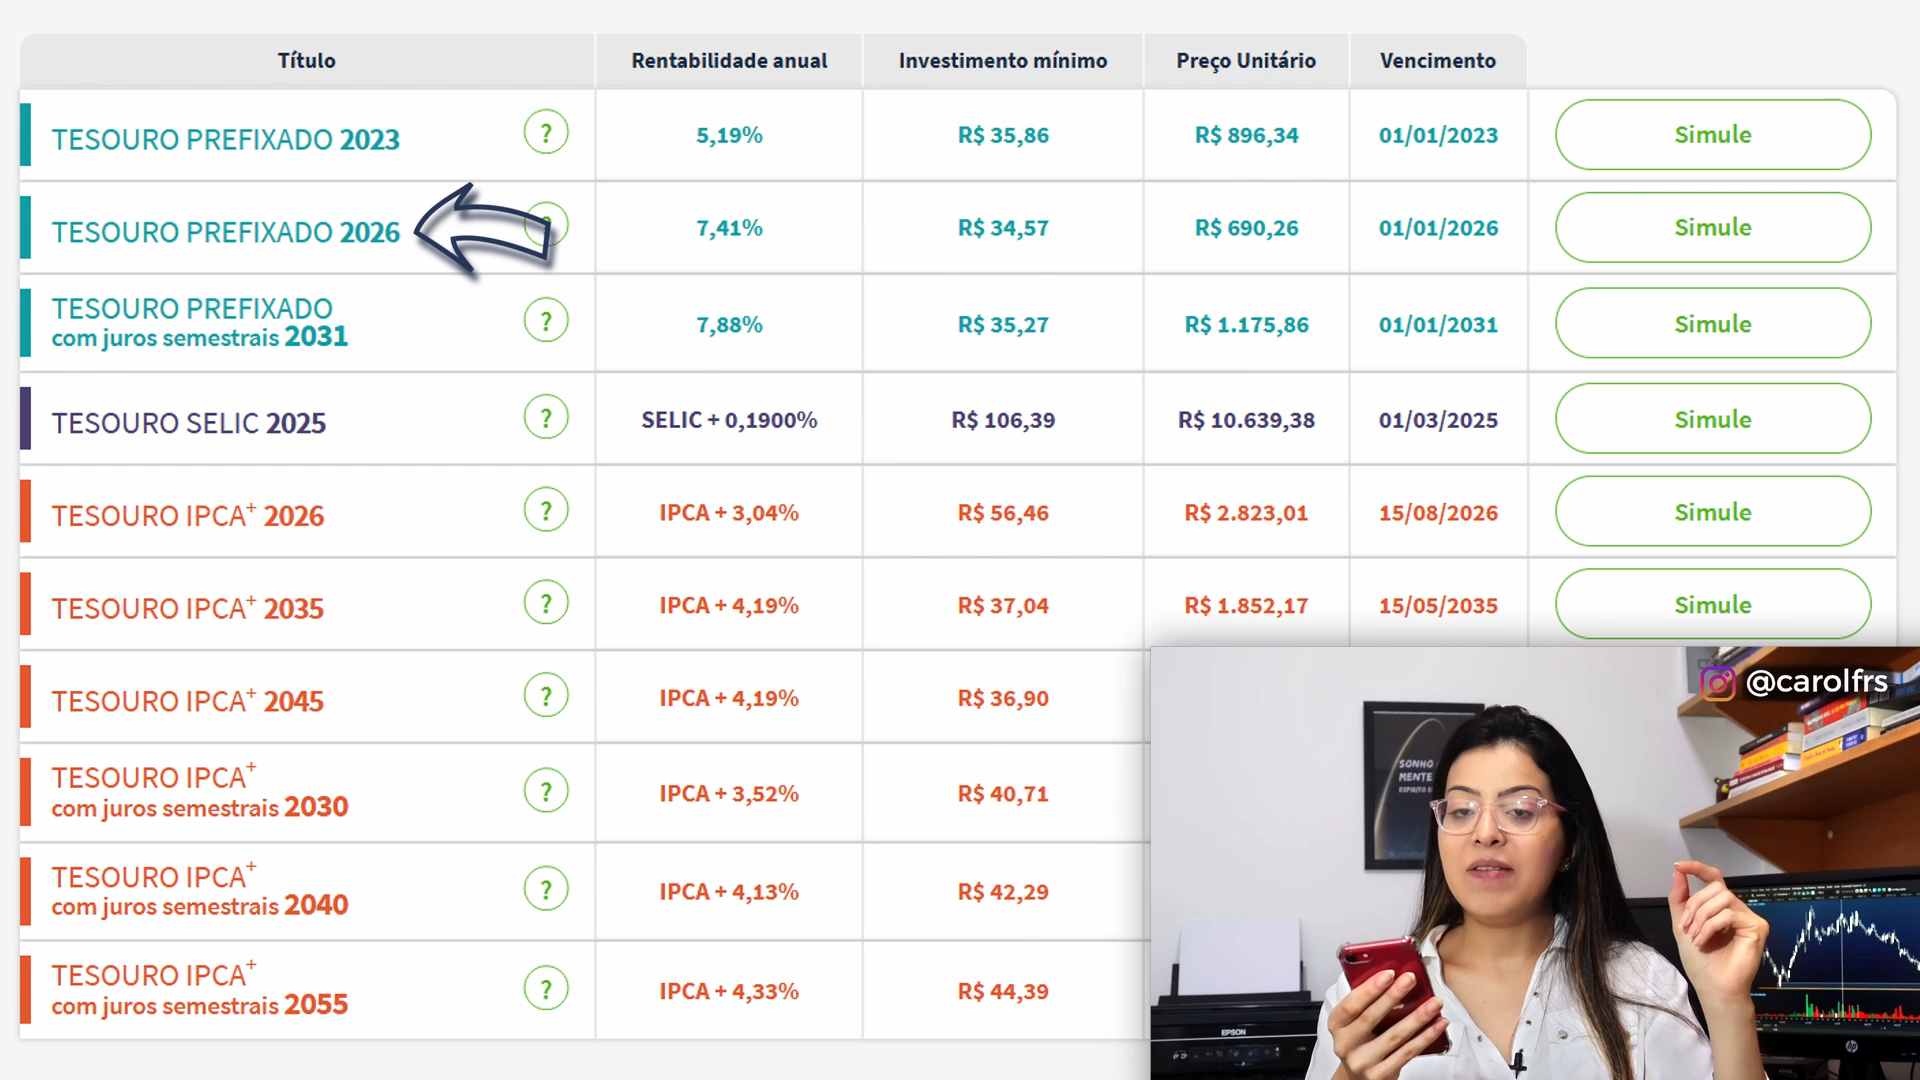 Título Rentabilidade anual Investimento mínimo Preço Unitário Vencimento
TESOURO PREFIXADO 2023 ? 5,19% R$ 35,86 R$ 896,34 01/01/2023 Simule
TESOURO PREFIXADO 2026 ? 7,41% R$ 34,57 R$ 690,26 01/01/2026 Simule
TESOURO PREFIXADO
com juros semestrais 2031 ? 7,88% R$ 35,27 R$ 1.175,86 01/01/2031 Simule
TESOURO SELIC 2025 ? SELIC + 0,1900% R$ 106,39 R$ 10.639,38 01/03/2025 Simule
TESOURO IPCA+ 2026 ? IPCA + 3,04% R$ 56,46 R$ 2.823,01 15/08/2026 Simule
TESOURO IPCA+ 2035 ? IPCA + 4,19% R$ 37,04 R$ 1.852,17 15/05/2035 Simule
TESOURO IPCA+ 2045 ? IPCA + 4,19% R$ 36,90
TESOURO IPCA+
com juros semestrais 2030 ? IPCA + 3,52% R$ 40,71
TESOURO IPCA+
com juros semestrais 2040 ? IPCA + 4,13% R$ 42,29
TESOURO IPCA+
com juros semestrais 2055 ? IPCA + 4,33% R$ 44,39
@carolfrs
SONHO
MENTE
EPSON
hp